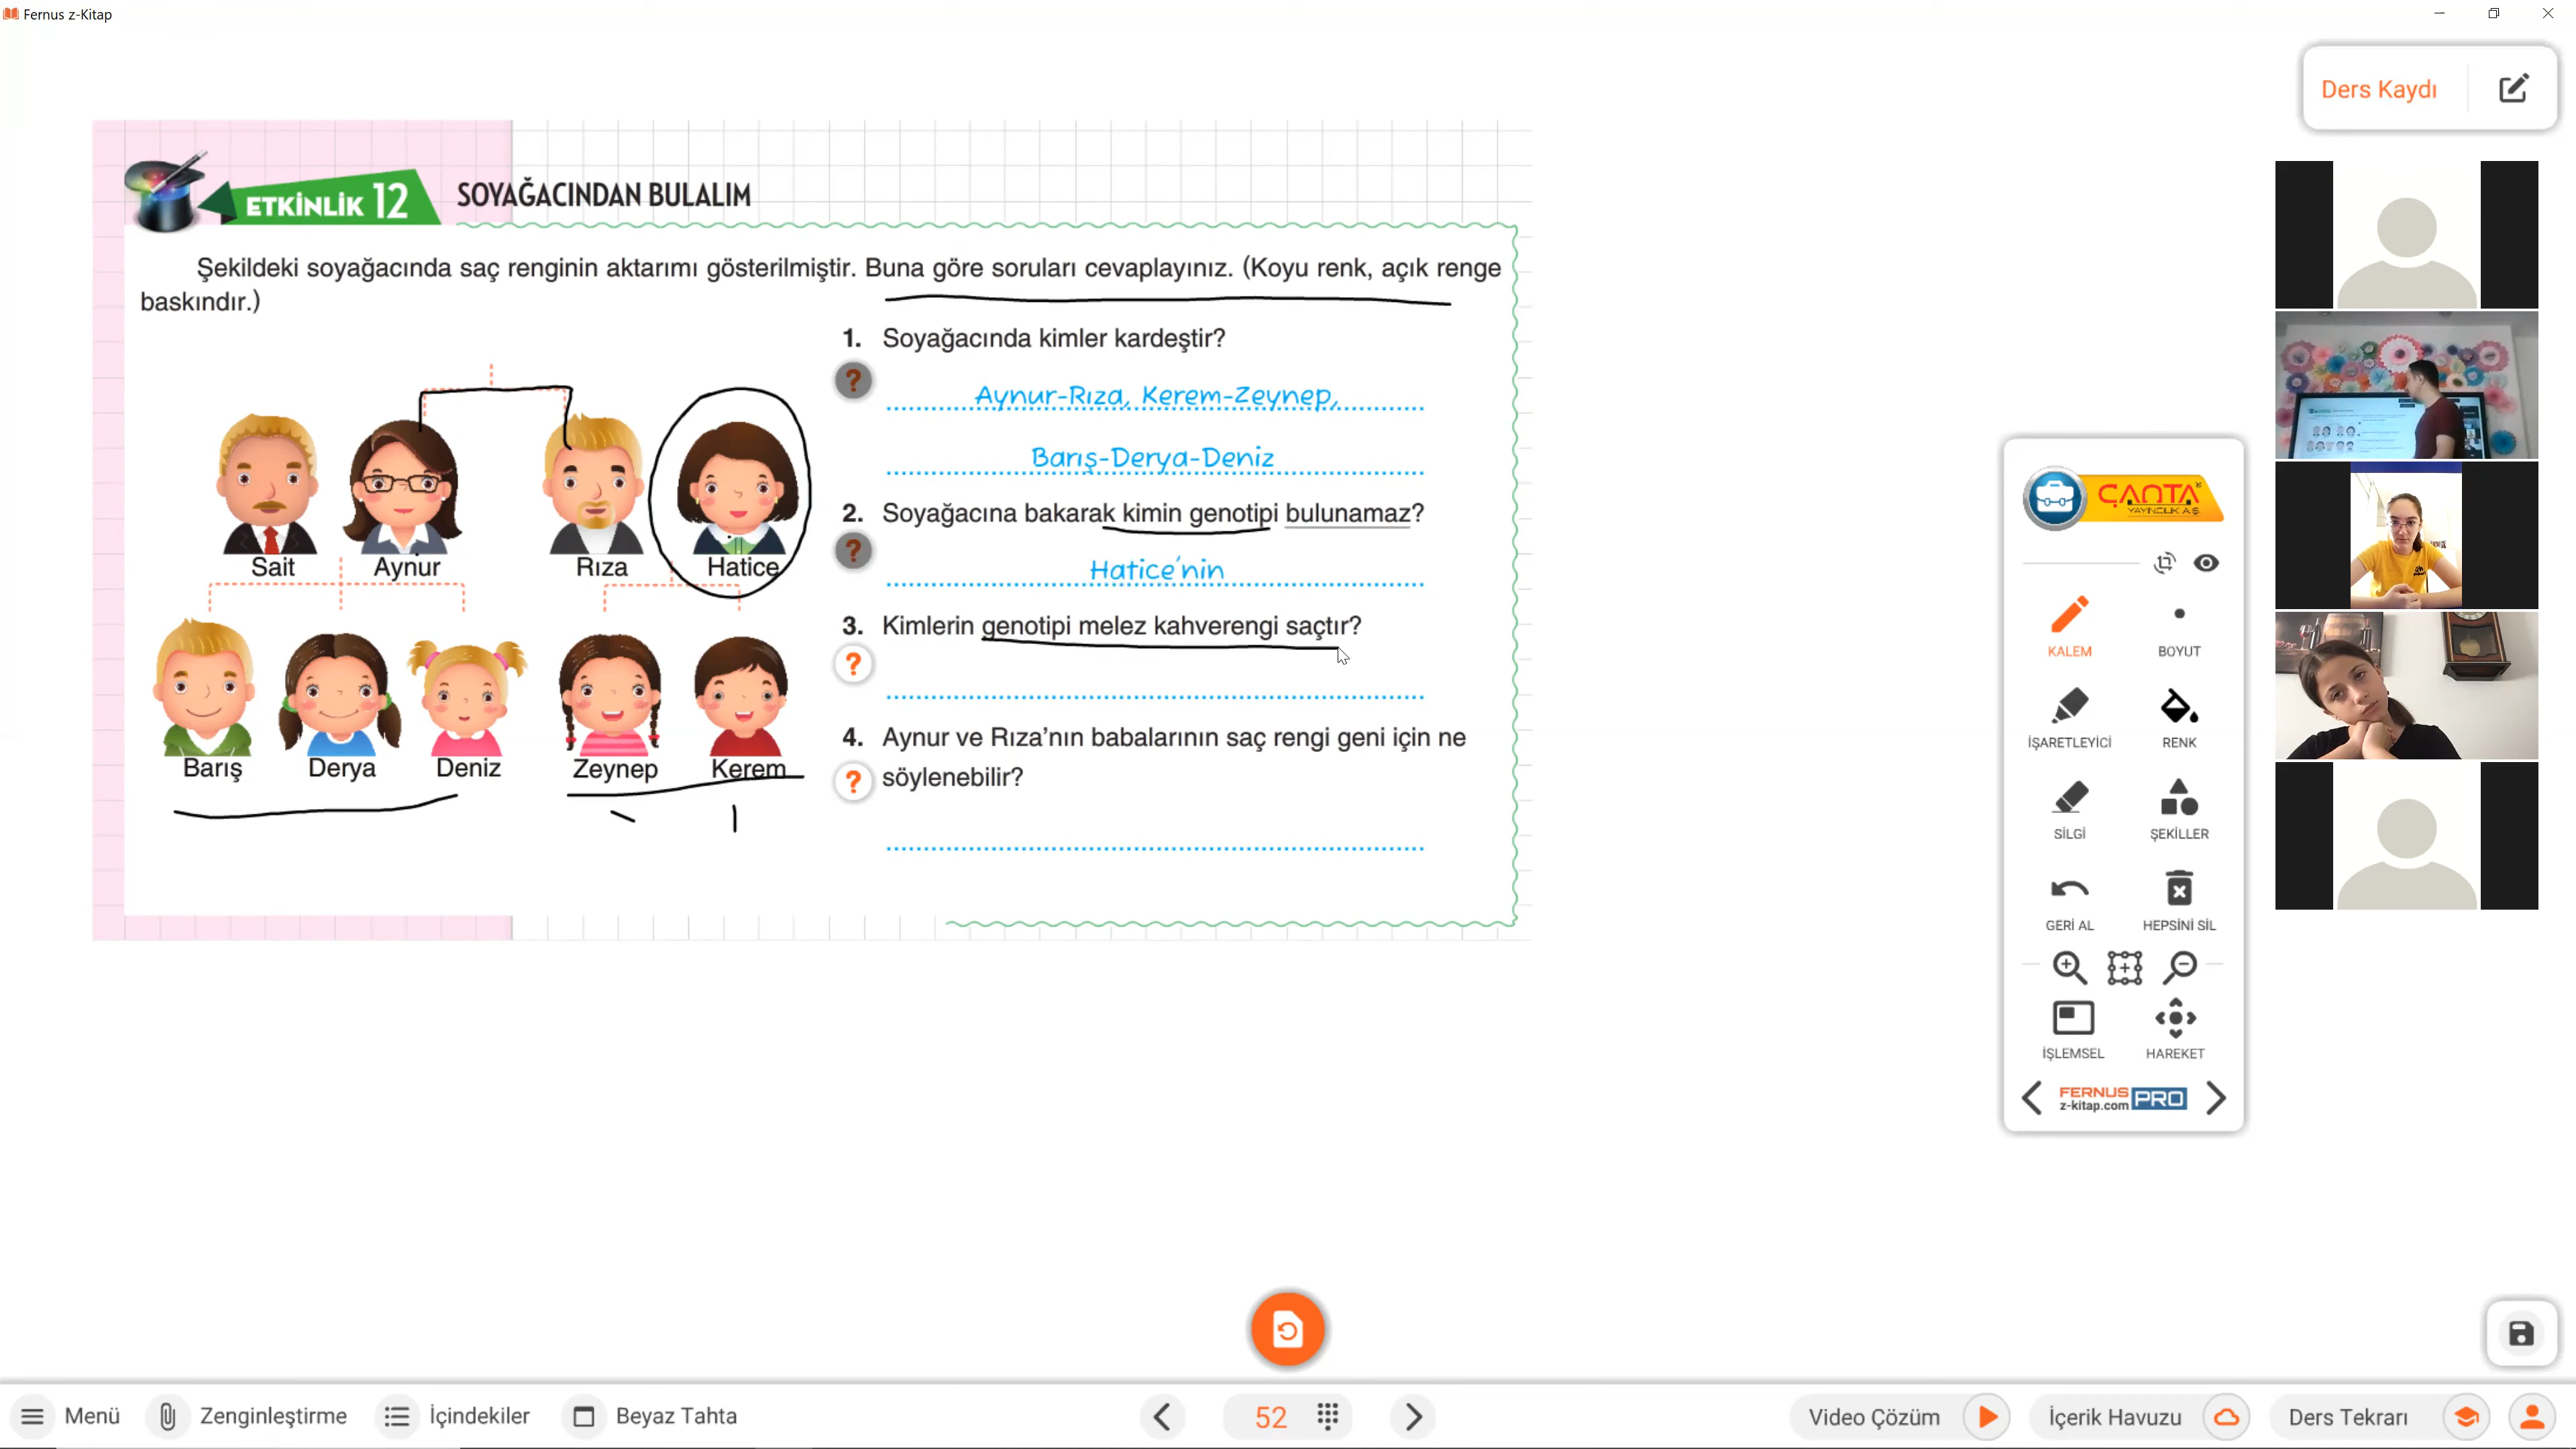 Fernus z-Kitap
Ders Kaydı
ETKİNLİK 12
SOYAĞACINDAN BULALIM
Şekildeki soyağacında saç renginin aktarımı gösterilmiştir. Buna göre soruları cevaplayınız. (Koyu renk, açık renge
baskındır.)
Sait
Aynur
Rıza
Hatice
Barış
Derya
Deniz
Zeynep
Kerem
1. Soyağacında kimler kardeştir?
?
Aynur-Rıza, Kerem-Zeynep,
Barış-Derya-Deniz
2. Soyağacına bakarak kimin genotipi bulunamaz?
?
Hatice'nin
3. Kimlerin genotipi melez kahverengi saçtır?
?
4. Aynur ve Rıza'nın babalarının saç rengi geni için ne
? söylenebilir?
ÇANTA
YAYINCILIK A.Ş.
KALEM
BOYUT
İŞARETLEYİCİ
RENK
SİLGİ
ŞEKİLLER
GERİ AL
HEPSİNİ SİL
İŞLEMSEL
HAREKET
FERNUS
z-kitap.com PRO
Menü
Zenginleştirme
İçindekiler
Beyaz Tahta
52
Video Çözüm
İçerik Havuzu
Ders Tekrarı